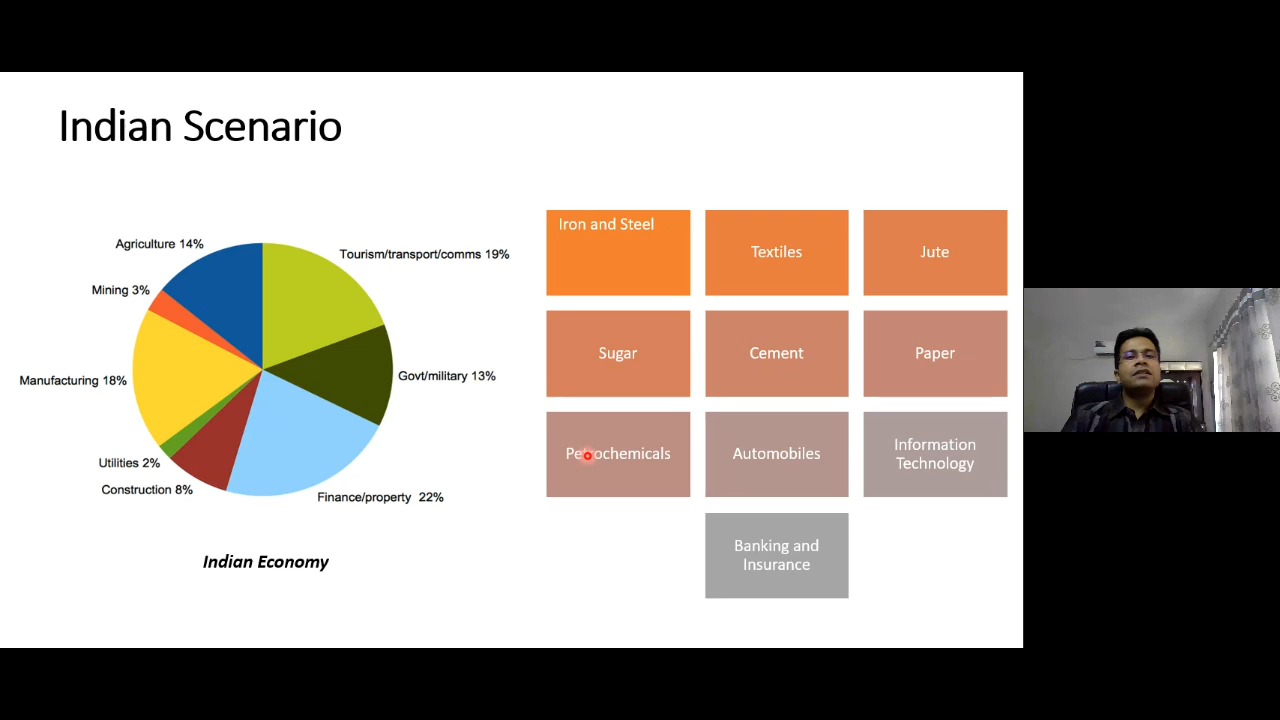 Indian Scenario
Agriculture 14%
Tourism/transport/comms 19%
Mining 3%
Manufacturing 18%
Govt/military 13%
Utilities 2%
Construction 8%
Finance/property 22%
Indian Economy
Iron and Steel
Textiles
Jute
Sugar
Cement
Paper
Petrochemicals
Automobiles
Information
Technology
Banking and
Insurance